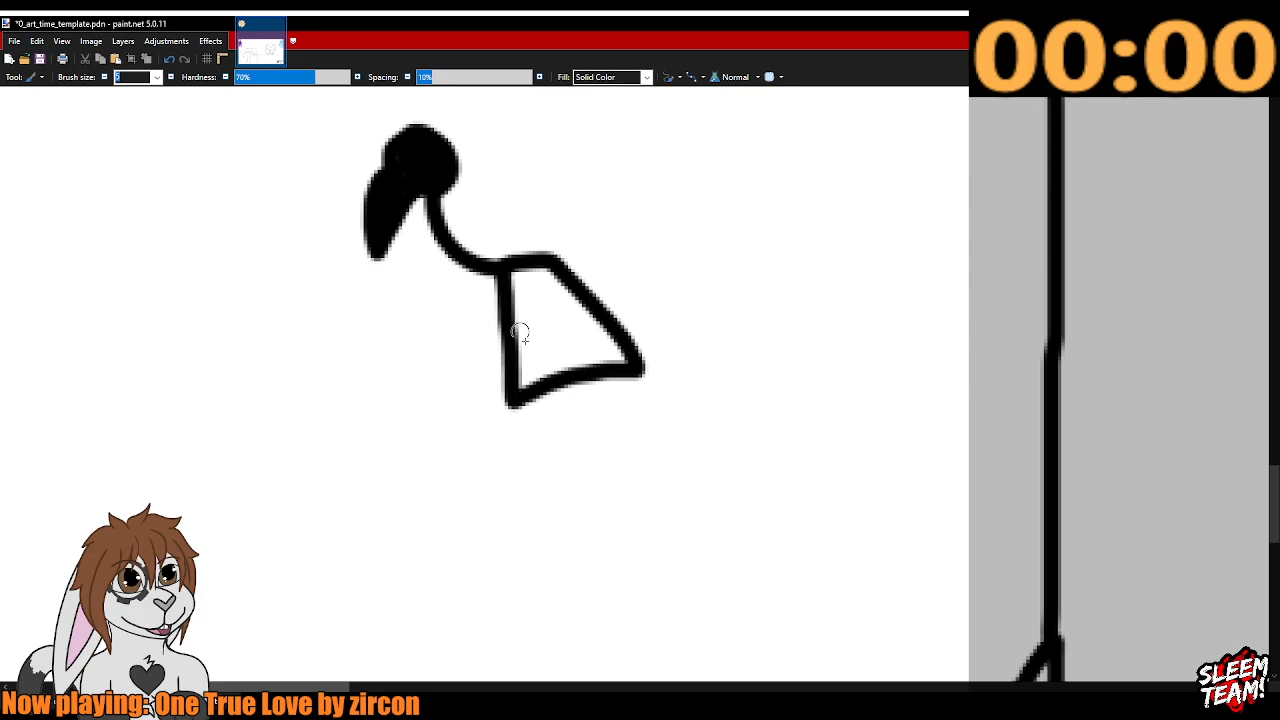 *0_art_time_template.pdn - paint.net 5.0.11
00:00
File Edit View Image Layers Adjustments Effects
Tool: Brush size: 5 Hardness: 70% Spacing: 10% Fill: Solid Color Normal
SLEEM
TEAM!
Now playing: One True Love by zircon